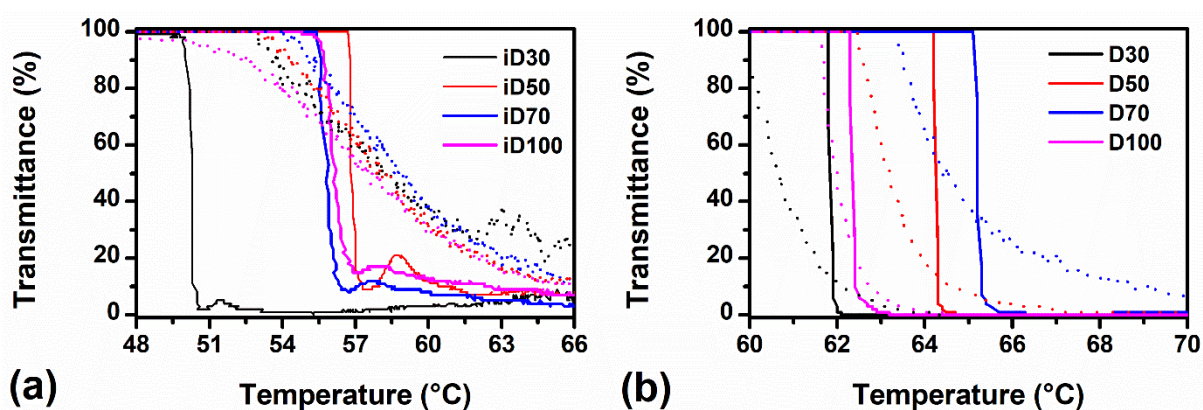 (a)
Transmittance (%)
100
80
60
40
20
0
iD30
iD50
iD70
iD100
48 51 54 57 60 63 66
Temperature (°C)
(b)
Transmittance (%)
100
80
60
40
20
0
D30
D50
D70
D100
60 62 64 66 68 70
Temperature (°C)